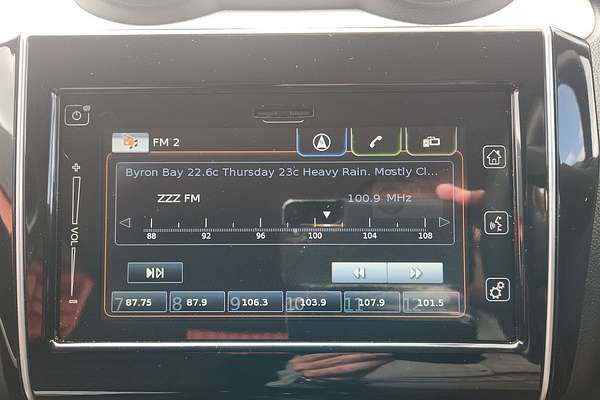 FM 2
Byron Bay 22.6c Thursday 23c Heavy Rain. Mostly Cl...
ZZZ FM 100.9 MHz
88 92 96 100 104 108
+
VOL
−
7 87.75 8 87.9 9 106.3 10 103.9 11 107.9 12 101.5